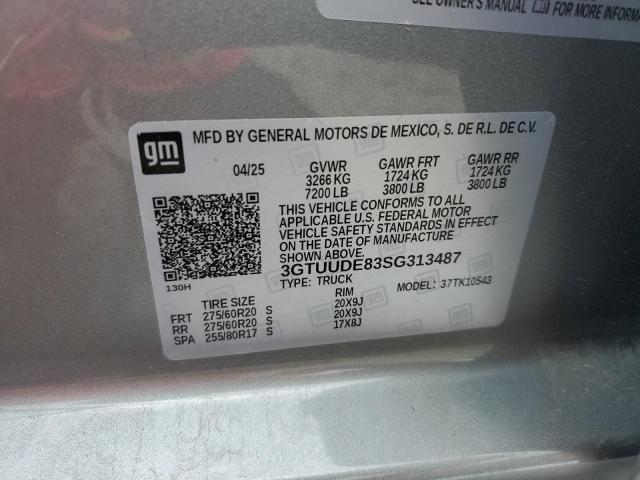 SEE OWNER'S MANUAL FOR MORE INFORMA
gm
MFD BY GENERAL MOTORS DE MEXICO, S. DE R.L. DE C.V.
04/25 GVWR GAWR FRT GAWR RR
3266 KG 1724 KG 1724 KG
7200 LB 3800 LB 3800 LB
THIS VEHICLE CONFORMS TO ALL
APPLICABLE U.S. FEDERAL MOTOR
VEHICLE SAFETY STANDARDS IN EFFECT
ON THE DATE OF MANUFACTURE
SHOWN ABOVE.
3GTUUDE83SG313487
130H
TYPE: TRUCK MODEL: 37TK10543
TIRE SIZE RIM
FRT 275/60R20 S 20X9J
RR 275/60R20 S 20X9J
SPA 255/80R17 S 17X8J